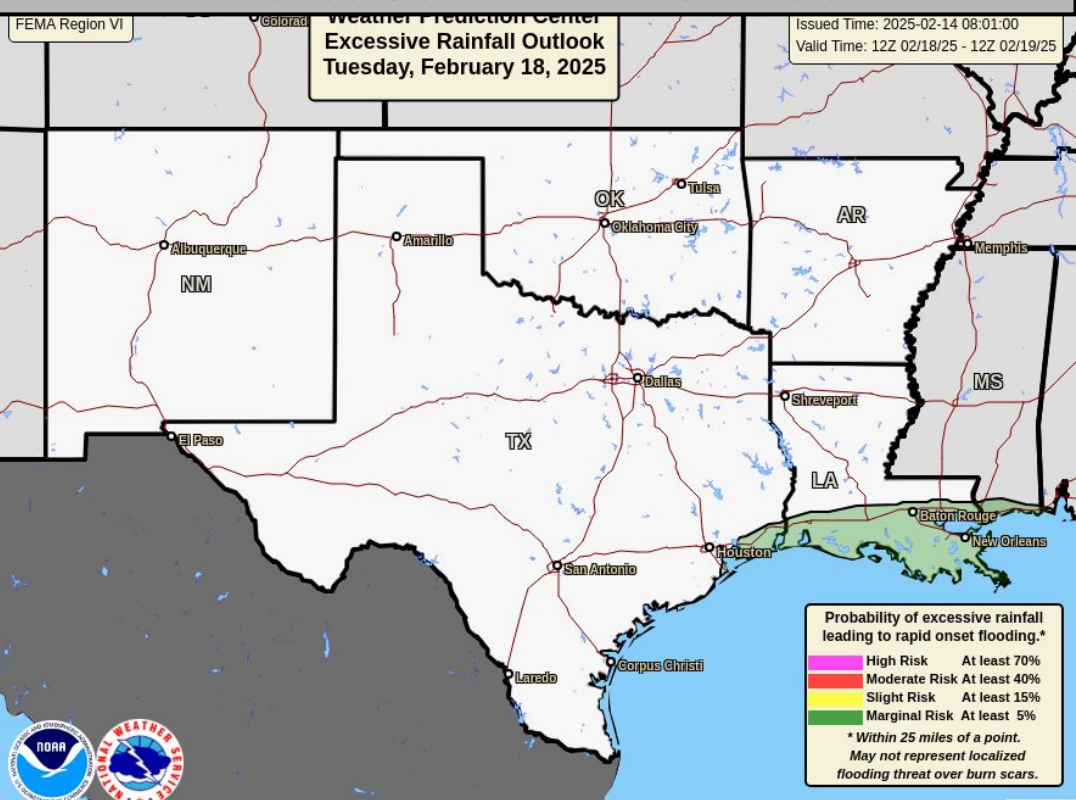 FEMA Region VI
Colorad
Weather Prediction Center
Excessive Rainfall Outlook
Tuesday, February 18, 2025
Issued Time: 2025-02-14 08:01:00
Valid Time: 12Z 02/18/25 - 12Z 02/19/25
OK
Tulsa
Oklahoma City
AR
Albuquerque
Amarillo
Memphis
NM
Dallas
MS
Shreveport
El Paso
TX
LA
Baton Rouge
New Orleans
Houston
San Antonio
Corpus Christi
Laredo
Probability of excessive rainfall
leading to rapid onset flooding.*
High Risk At least 70%
Moderate Risk At least 40%
Slight Risk At least 15%
Marginal Risk At least 5%
* Within 25 miles of a point.
May not represent localized
flooding threat over burn scars.
NOAA
NATIONAL WEATHER SERVICE